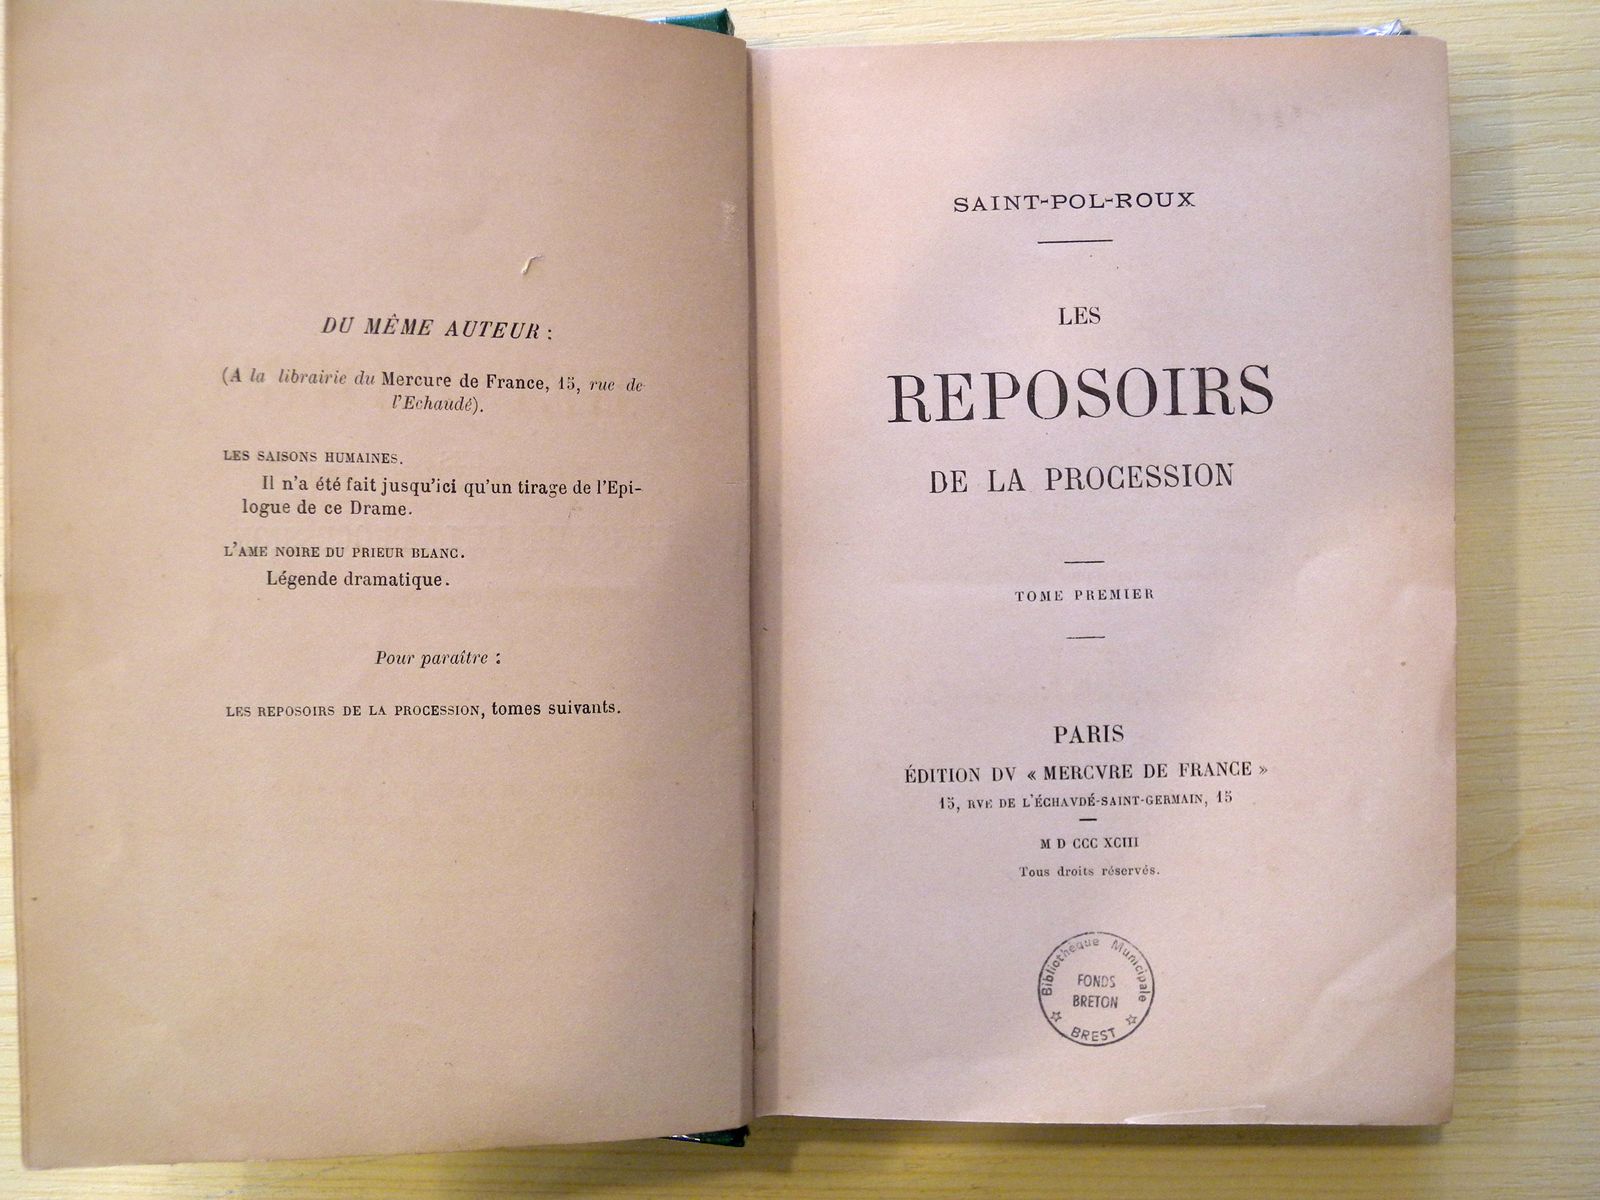 DU MÊME AUTEUR :
(A la librairie du Mercure de France, 15, rue de
l'Echaudé).
LES SAISONS HUMAINES.
Il n'a été fait jusqu'ici qu'un tirage de l'Epi-
logue de ce Drame.
L'AME NOIRE DU PRIEUR BLANC.
Légende dramatique.
Pour paraître :
LES REPOSOIRS DE LA PROCESSION, tomes suivants.
SAINT-POL-ROUX
LES
REPOSOIRS
DE LA PROCESSION
TOME PREMIER
PARIS
ÉDITION DV « MERCVRE DE FRANCE »
15, RVE DE L'ÉCHAVDÉ-SAINT-GERMAIN, 15
M D CCC XCIII
Tous droits réservés.
Bibliothèque Municipale
FONDS
BRETON
☆ BREST ☆